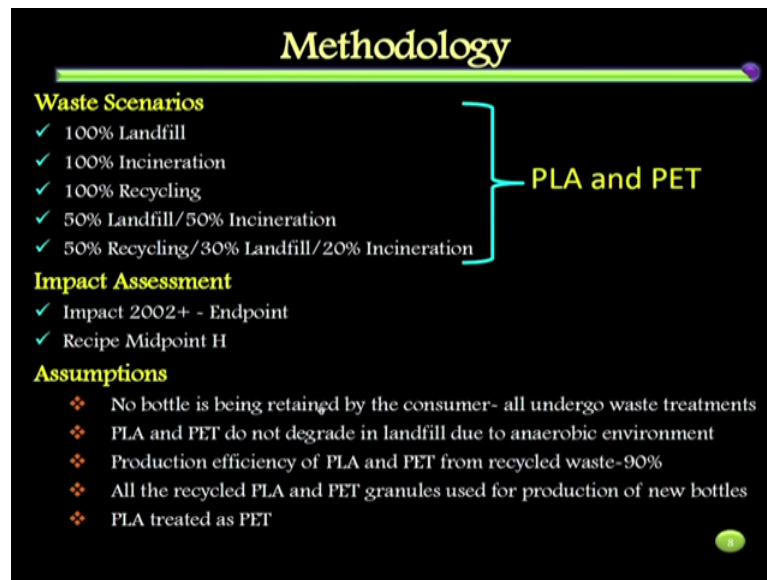 Methodology
Waste Scenarios
✓ 100% Landfill
✓ 100% Incineration
✓ 100% Recycling
✓ 50% Landfill/50% Incineration
✓ 50% Recycling/30% Landfill/20% Incineration
PLA and PET
Impact Assessment
✓ Impact 2002+ - Endpoint
✓ Recipe Midpoint H
Assumptions
❖ No bottle is being retained by the consumer- all undergo waste treatments
❖ PLA and PET do not degrade in landfill due to anaerobic environment
❖ Production efficiency of PLA and PET from recycled waste-90%
❖ All the recycled PLA and PET granules used for production of new bottles
❖ PLA treated as PET
8